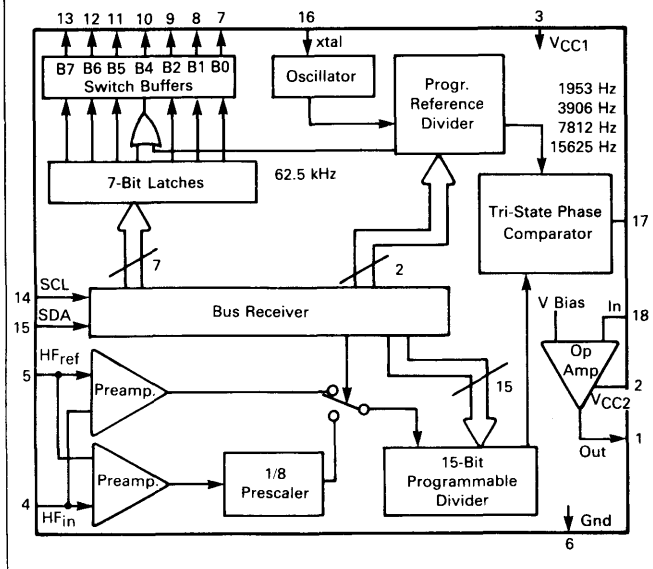 13 12 11 10 9 8 7
16
3
xtal
VCC1
B7 B6 B5 B4 B2 B1 B0
Switch Buffers
Oscillator
Progr.
Reference
Divider
1953 Hz
3906 Hz
7812 Hz
15625 Hz
7-Bit Latches
62.5 kHz
Tri-State Phase
Comparator
17
7
2
14 SCL
15 SDA
Bus Receiver
V Bias
In
18
5 HFref
Preamp.
15
Op
Amp
2
VCC2
1
Out
Preamp.
1/8
Prescaler
15-Bit
Programmable
Divider
4
HFin
Gnd
6